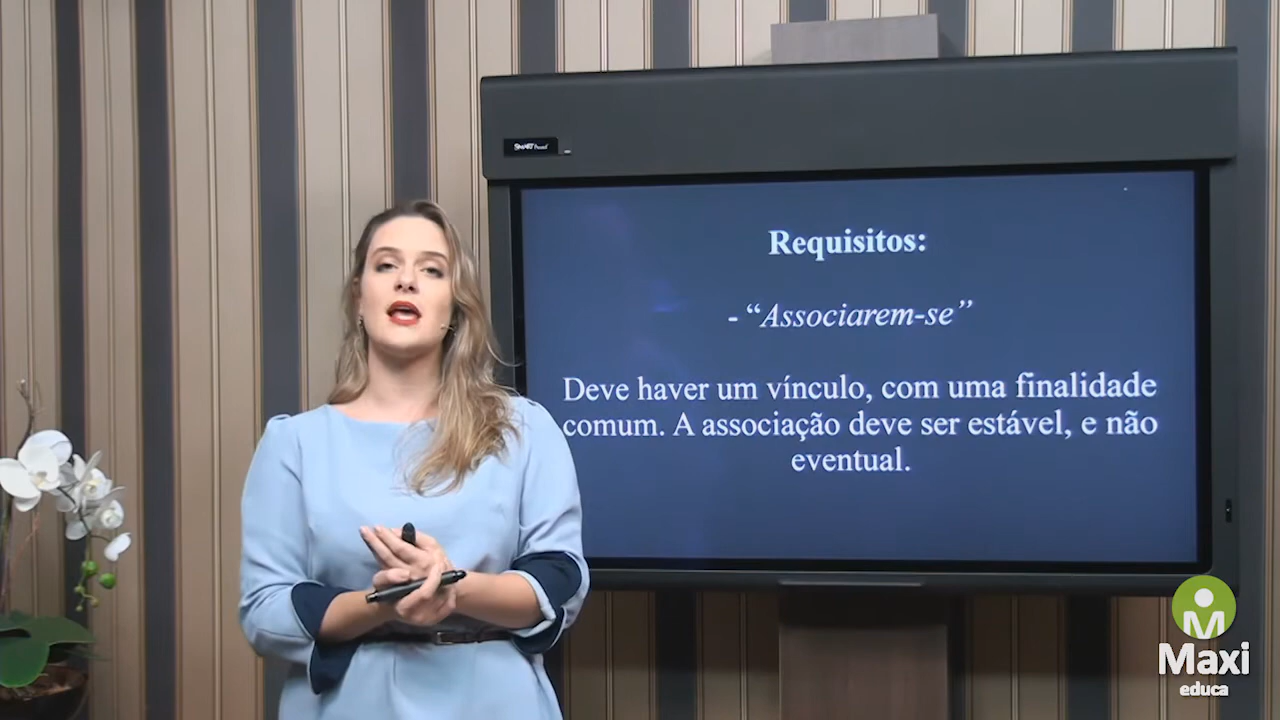 SMART Board
Requisitos:
- “Associarem-se”
Deve haver um vínculo, com uma finalidade
comum. A associação deve ser estável, e não
eventual.
Maxi
educa